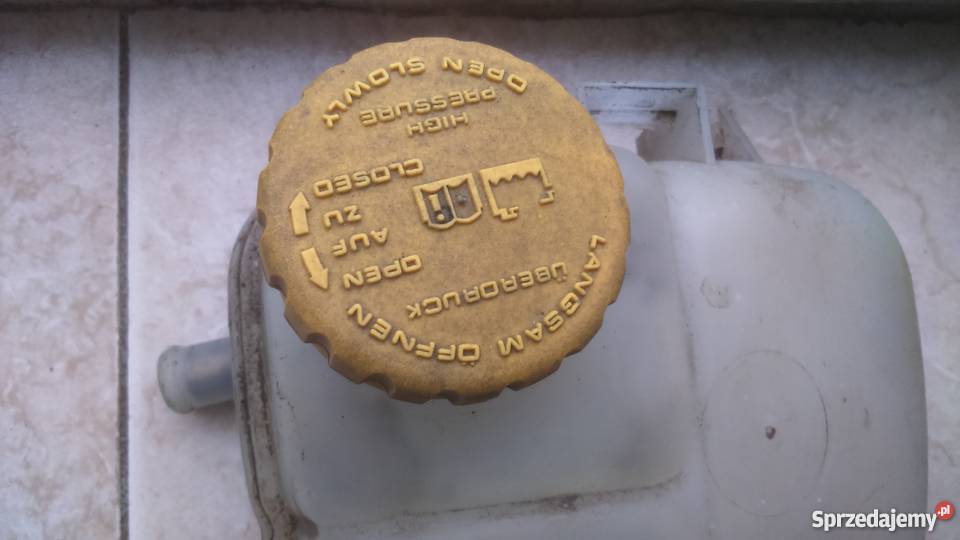 LANGSAM ÖFFNEN
ÜBERDRUCK
OPEN
AUF
ZU
CLOSED
HIGH
PRESSURE
OPEN SLOWLY
Sprzedajemy.pl